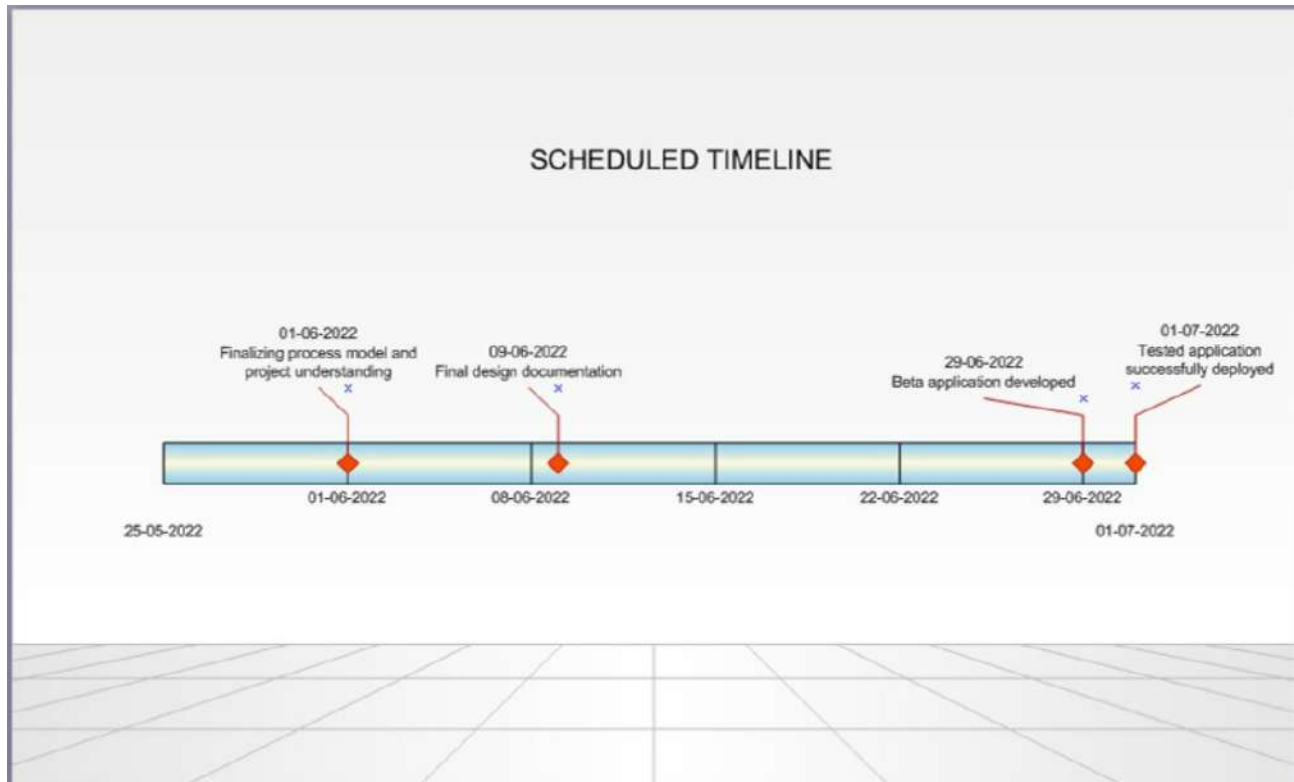 SCHEDULED TIMELINE
01-06-2022
Finalizing process model and
project understanding
09-06-2022
Final design documentation
29-06-2022
Beta application developed
01-07-2022
Tested application
successfully deployed
01-06-2022
08-06-2022
15-06-2022
22-06-2022
29-06-2022
25-05-2022
01-07-2022